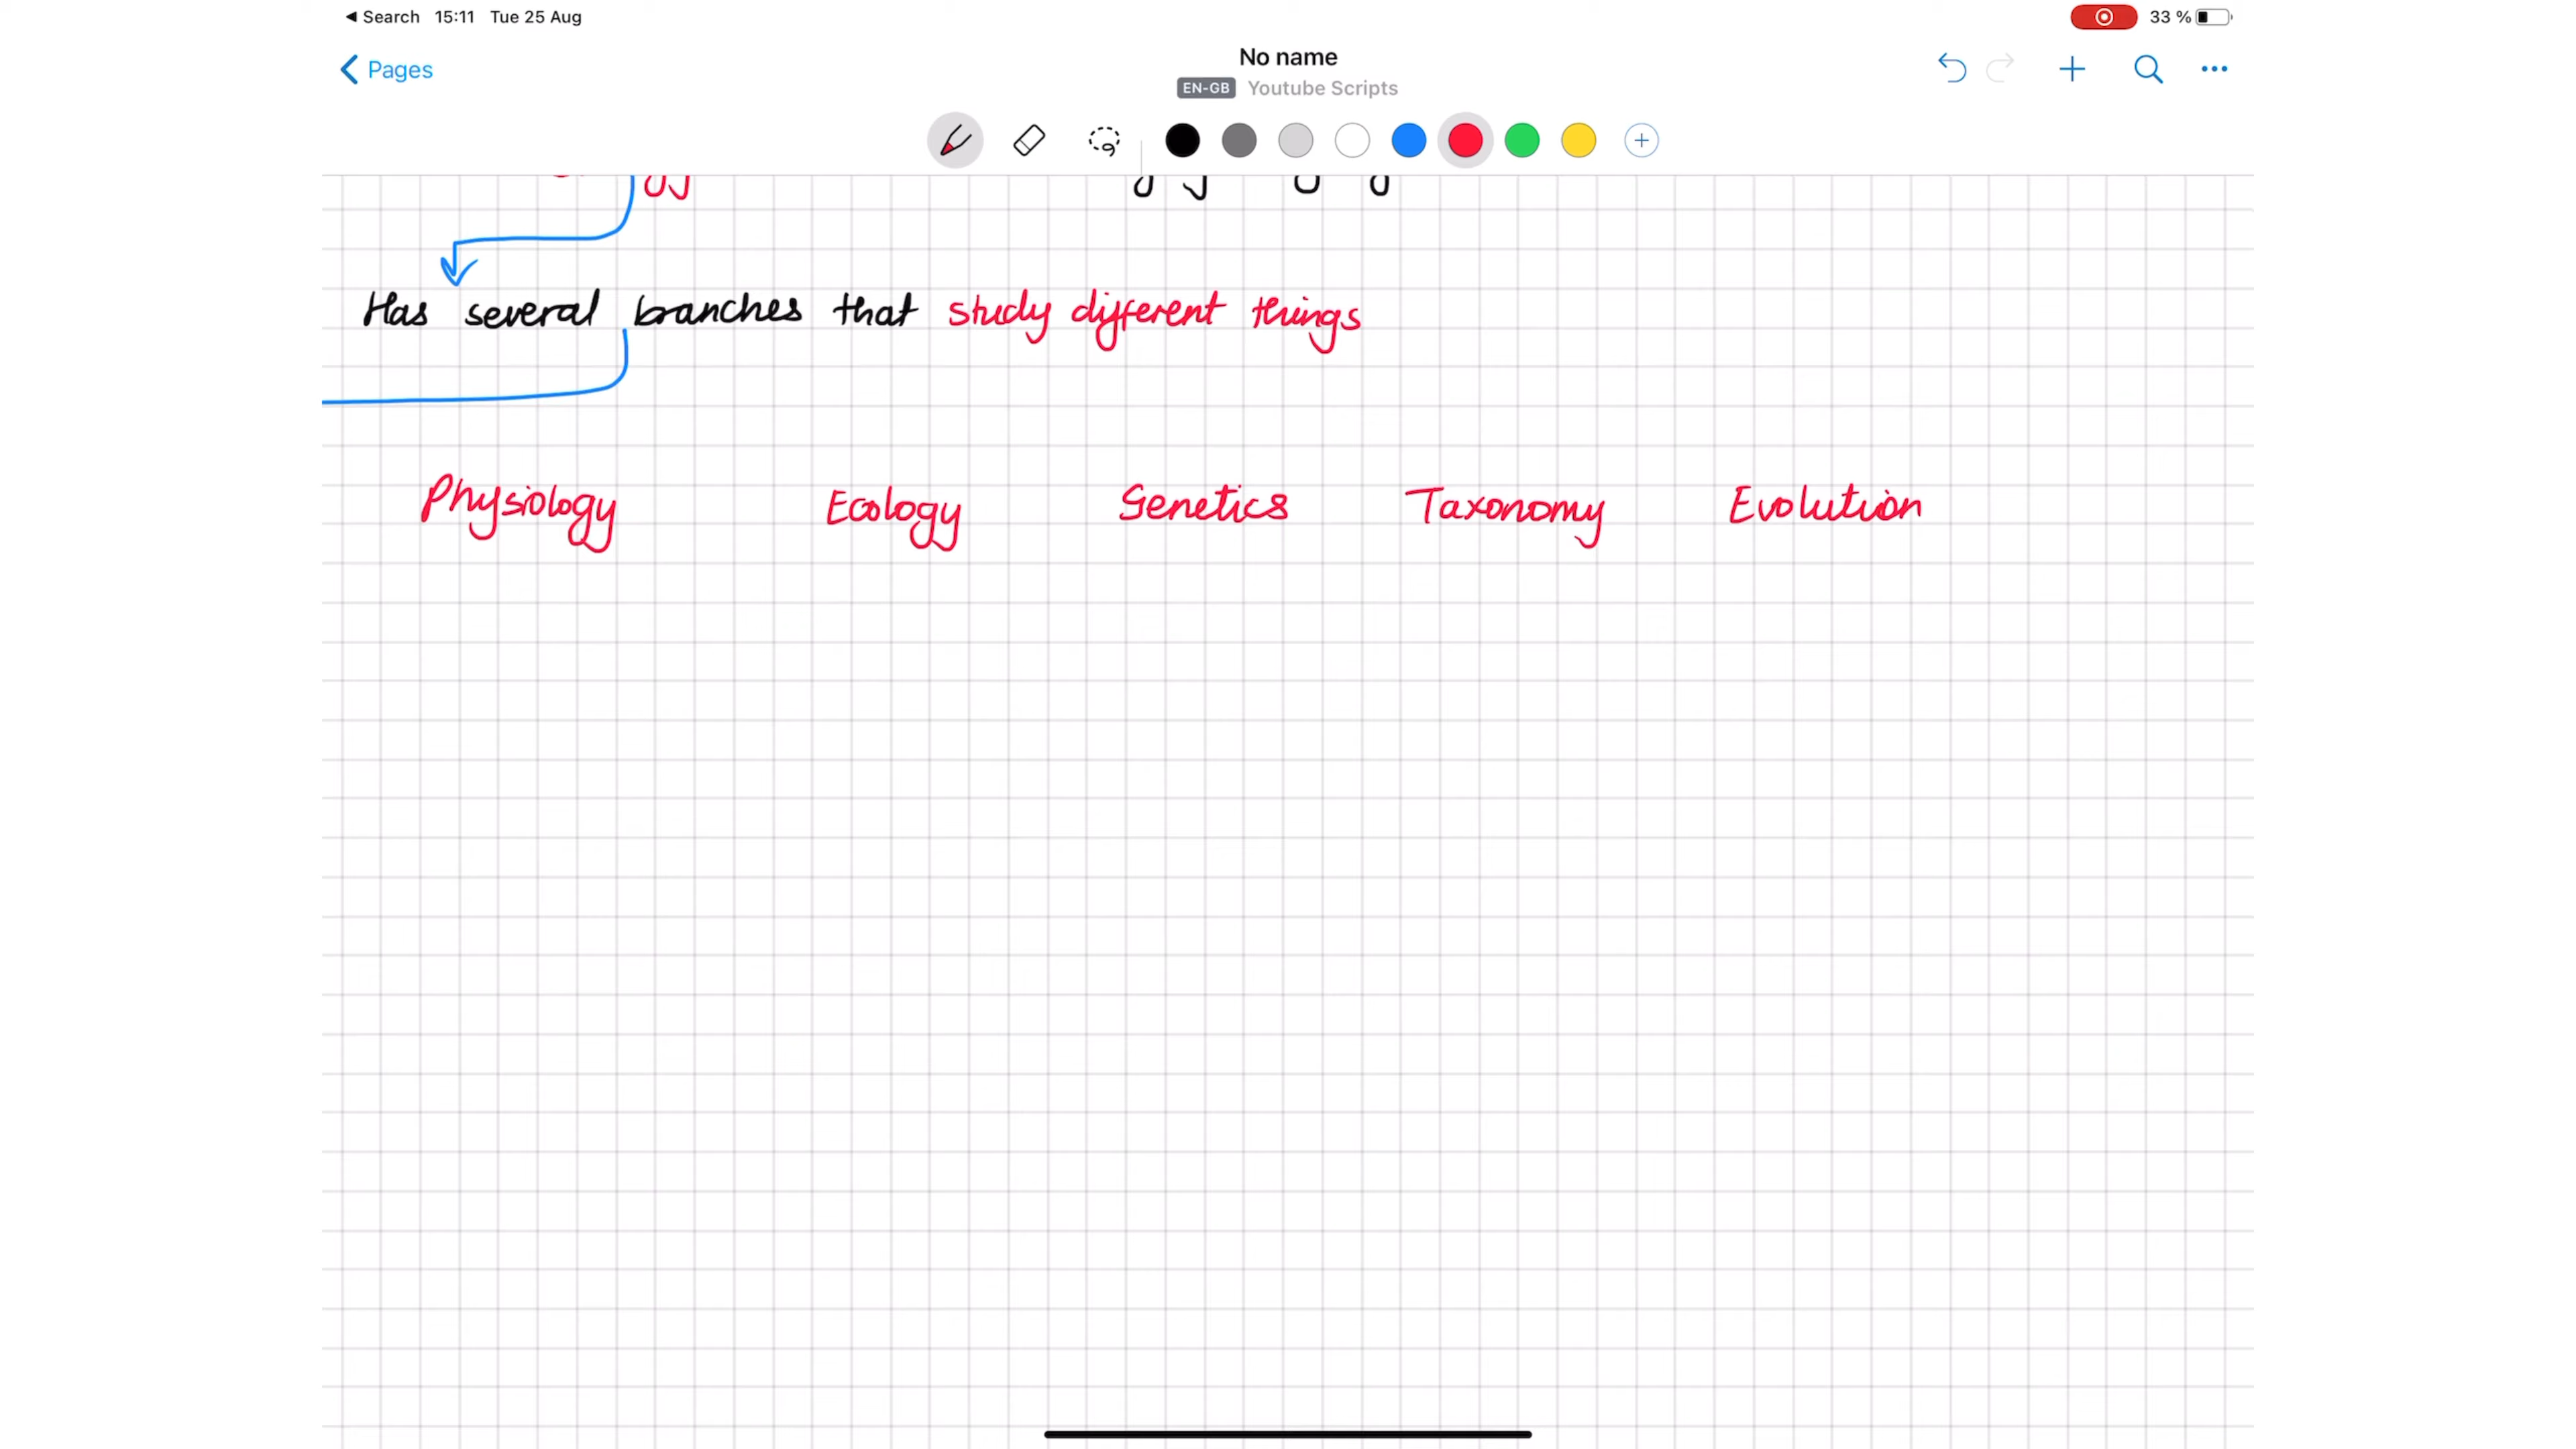 Search 15:11 Tue 25 Aug 33 %
No name
Pages
EN-GB Youtube Scripts
Has several branches that study different things
Physiology Ecology Genetics Taxonomy Evolution